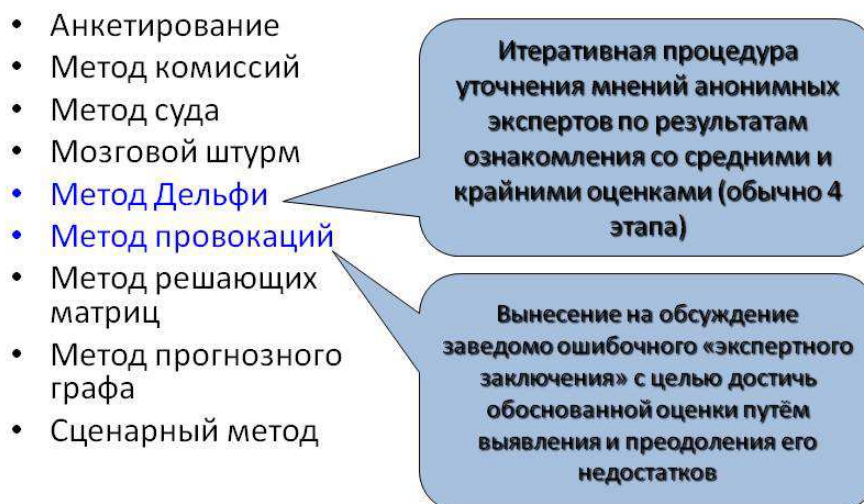 • Анкетирование
• Метод комиссий
• Метод суда
• Мозговой штурм
• Метод Дельфи
• Метод провокаций
• Метод решающих
матриц
• Метод прогнозного
графа
• Сценарный метод
Итеративная процедура
уточнения мнений анонимных
экспертов по результатам
ознакомления со средними и
крайними оценками (обычно 4
этапа)
Вынесение на обсуждение
заведомо ошибочного «экспертного
заключения» с целью достичь
обоснованной оценки путём
выявления и преодоления его
недостатков